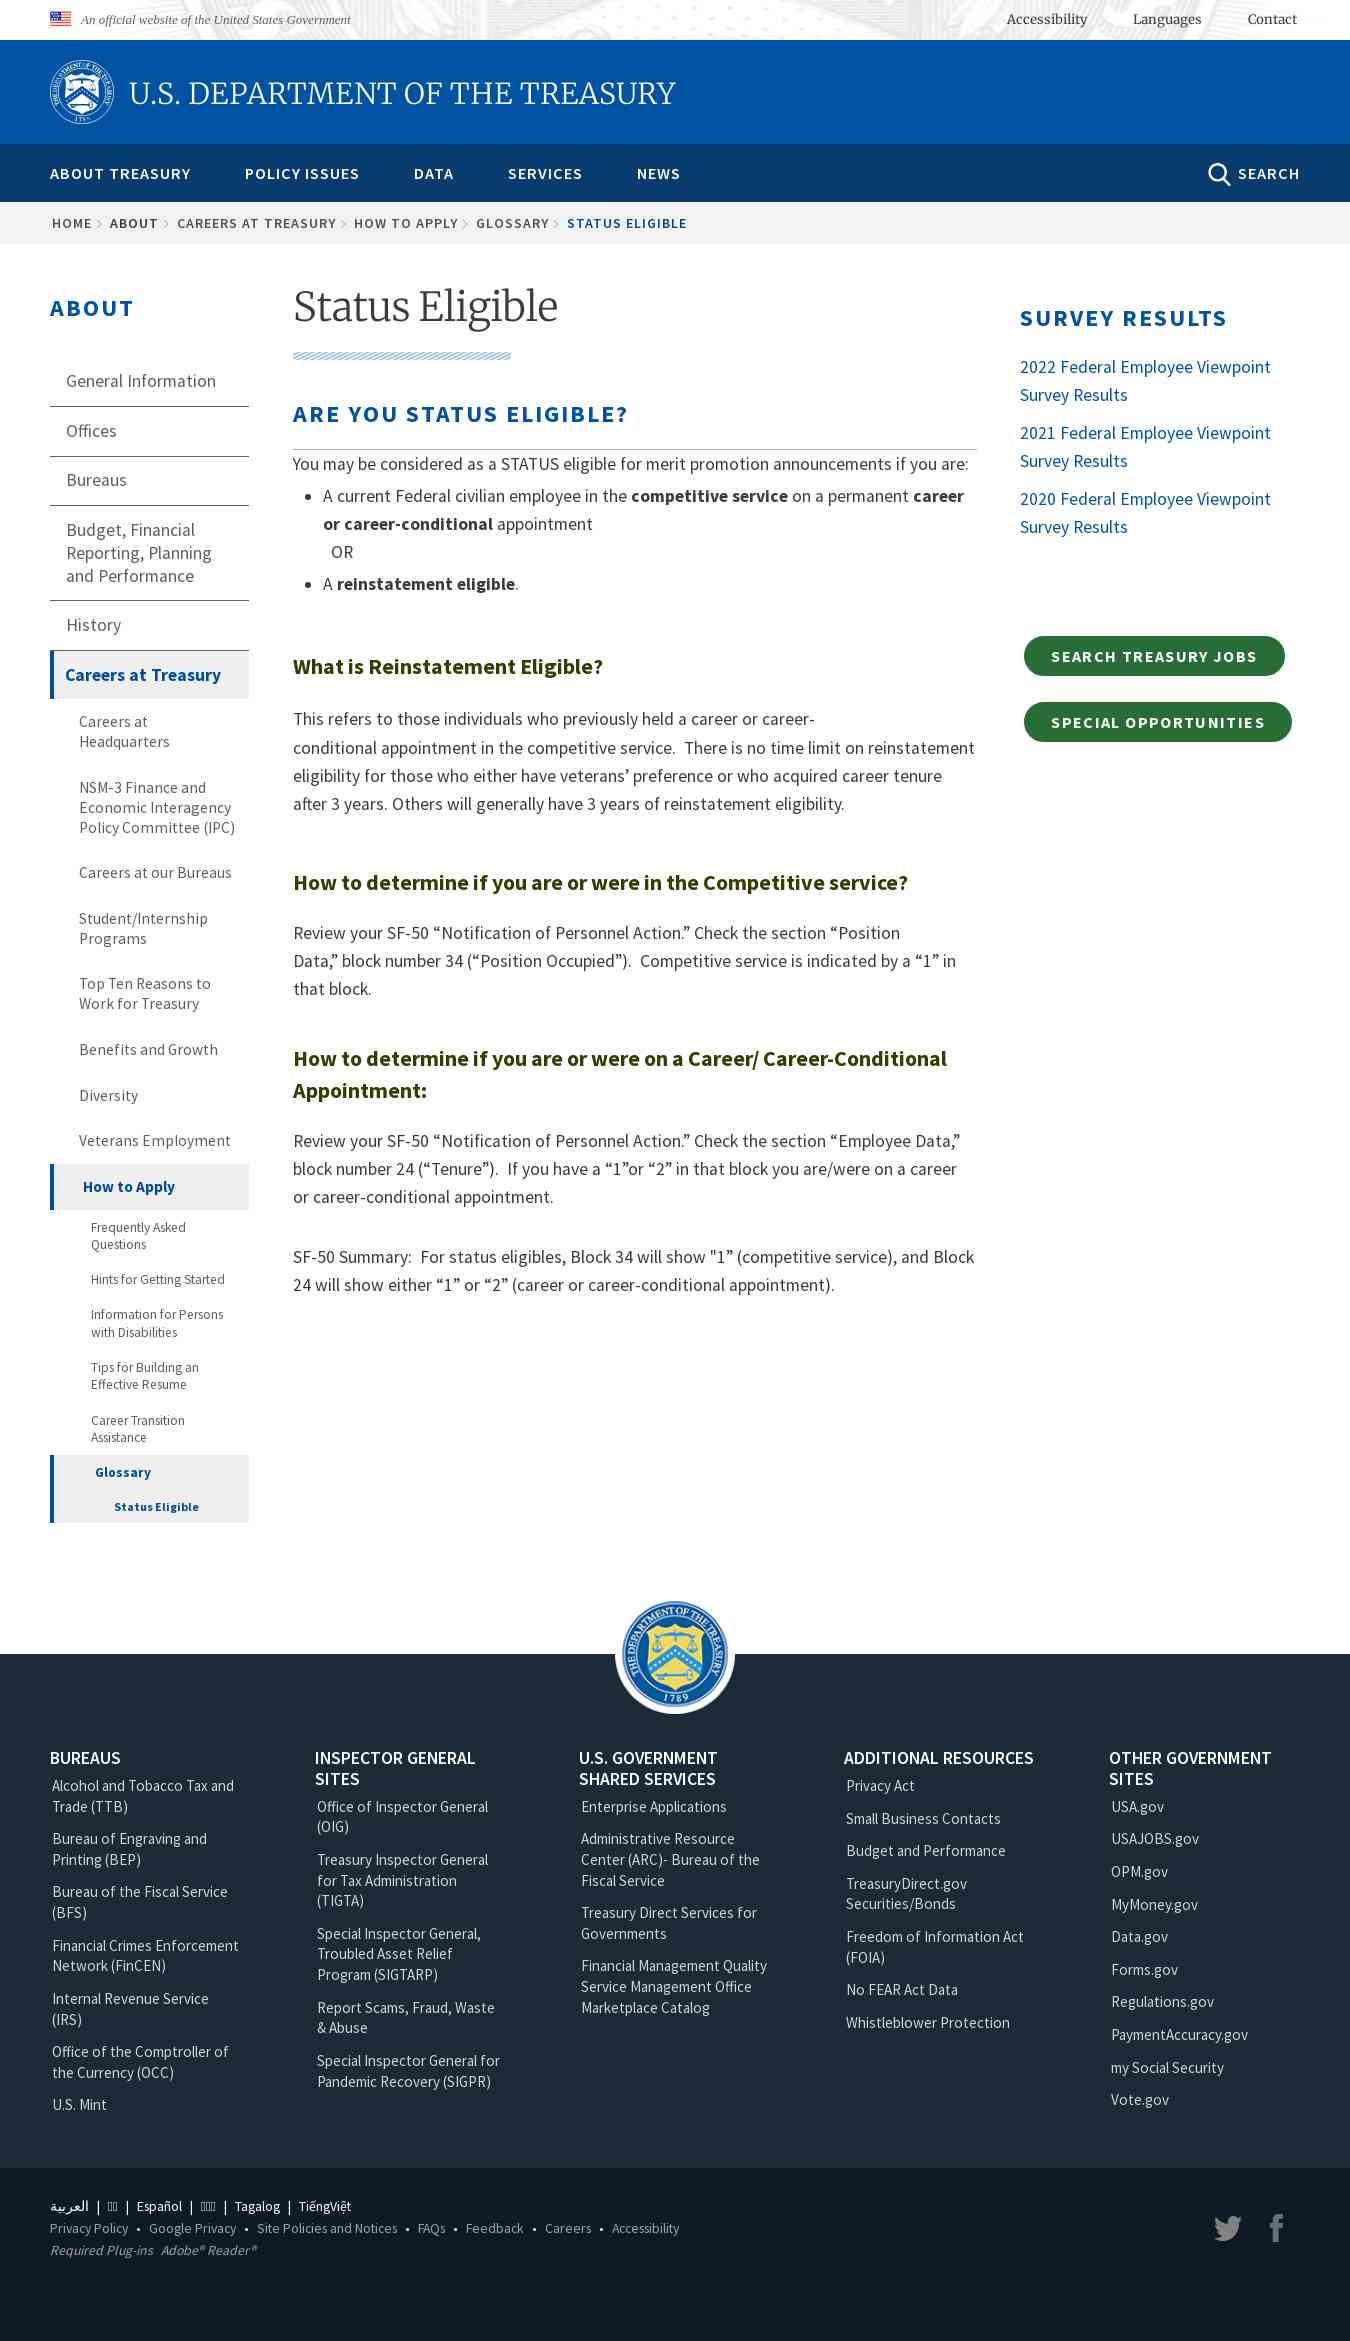 An official website of the United States Government
Accessibility Languages Contact
U.S. DEPARTMENT OF THE TREASURY
ABOUT TREASURY POLICY ISSUES DATA SERVICES NEWS SEARCH
HOME ABOUT CAREERS AT TREASURY HOW TO APPLY GLOSSARY STATUS ELIGIBLE
ABOUT
General Information
Offices
Bureaus
Budget, Financial
Reporting, Planning
and Performance
History
Careers at Treasury
Careers at
Headquarters
NSM-3 Finance and
Economic Interagency
Policy Committee (IPC)
Careers at our Bureaus
Student/Internship
Programs
Top Ten Reasons to
Work for Treasury
Benefits and Growth
Diversity
Veterans Employment
How to Apply
Frequently Asked
Questions
Hints for Getting Started
Information for Persons
with Disabilities
Tips for Building an
Effective Resume
Career Transition
Assistance
Glossary
Status Eligible
Status Eligible
ARE YOU STATUS ELIGIBLE?
You may be considered as a STATUS eligible for merit promotion announcements if you are:
• A current Federal civilian employee in the competitive service on a permanent career
or career-conditional appointment
OR
• A reinstatement eligible.
What is Reinstatement Eligible?
This refers to those individuals who previously held a career or career-
conditional appointment in the competitive service.  There is no time limit on reinstatement
eligibility for those who either have veterans’ preference or who acquired career tenure
after 3 years. Others will generally have 3 years of reinstatement eligibility.
How to determine if you are or were in the Competitive service?
Review your SF-50 “Notification of Personnel Action.” Check the section “Position
Data,” block number 34 (“Position Occupied”).  Competitive service is indicated by a “1” in
that block.
How to determine if you are or were on a Career/ Career-Conditional
Appointment:
Review your SF-50 “Notification of Personnel Action.” Check the section “Employee Data,”
block number 24 (“Tenure”).  If you have a “1”or “2” in that block you are/were on a career
or career-conditional appointment.
SF-50 Summary:  For status eligibles, Block 34 will show "1” (competitive service), and Block
24 will show either “1” or “2” (career or career-conditional appointment).
SURVEY RESULTS
2022 Federal Employee Viewpoint
Survey Results
2021 Federal Employee Viewpoint
Survey Results
2020 Federal Employee Viewpoint
Survey Results
SEARCH TREASURY JOBS
SPECIAL OPPORTUNITIES
THE DEPARTMENT OF THE TREASURY
1789
BUREAUS
Alcohol and Tobacco Tax and
Trade (TTB)
Bureau of Engraving and
Printing (BEP)
Bureau of the Fiscal Service
(BFS)
Financial Crimes Enforcement
Network (FinCEN)
Internal Revenue Service
(IRS)
Office of the Comptroller of
the Currency (OCC)
U.S. Mint
INSPECTOR GENERAL
SITES
Office of Inspector General
(OIG)
Treasury Inspector General
for Tax Administration
(TIGTA)
Special Inspector General,
Troubled Asset Relief
Program (SIGTARP)
Report Scams, Fraud, Waste
& Abuse
Special Inspector General for
Pandemic Recovery (SIGPR)
U.S. GOVERNMENT
SHARED SERVICES
Enterprise Applications
Administrative Resource
Center (ARC)- Bureau of the
Fiscal Service
Treasury Direct Services for
Governments
Financial Management Quality
Service Management Office
Marketplace Catalog
ADDITIONAL RESOURCES
Privacy Act
Small Business Contacts
Budget and Performance
TreasuryDirect.gov
Securities/Bonds
Freedom of Information Act
(FOIA)
No FEAR Act Data
Whistleblower Protection
OTHER GOVERNMENT
SITES
USA.gov
USAJOBS.gov
OPM.gov
MyMoney.gov
Data.gov
Forms.gov
Regulations.gov
PaymentAccuracy.gov
my Social Security
Vote.gov
العربية | | Español | | Tagalog | TiếngViệt
Privacy Policy • Google Privacy • Site Policies and Notices • FAQs • Feedback • Careers • Accessibility
Required Plug-ins Adobe® Reader®